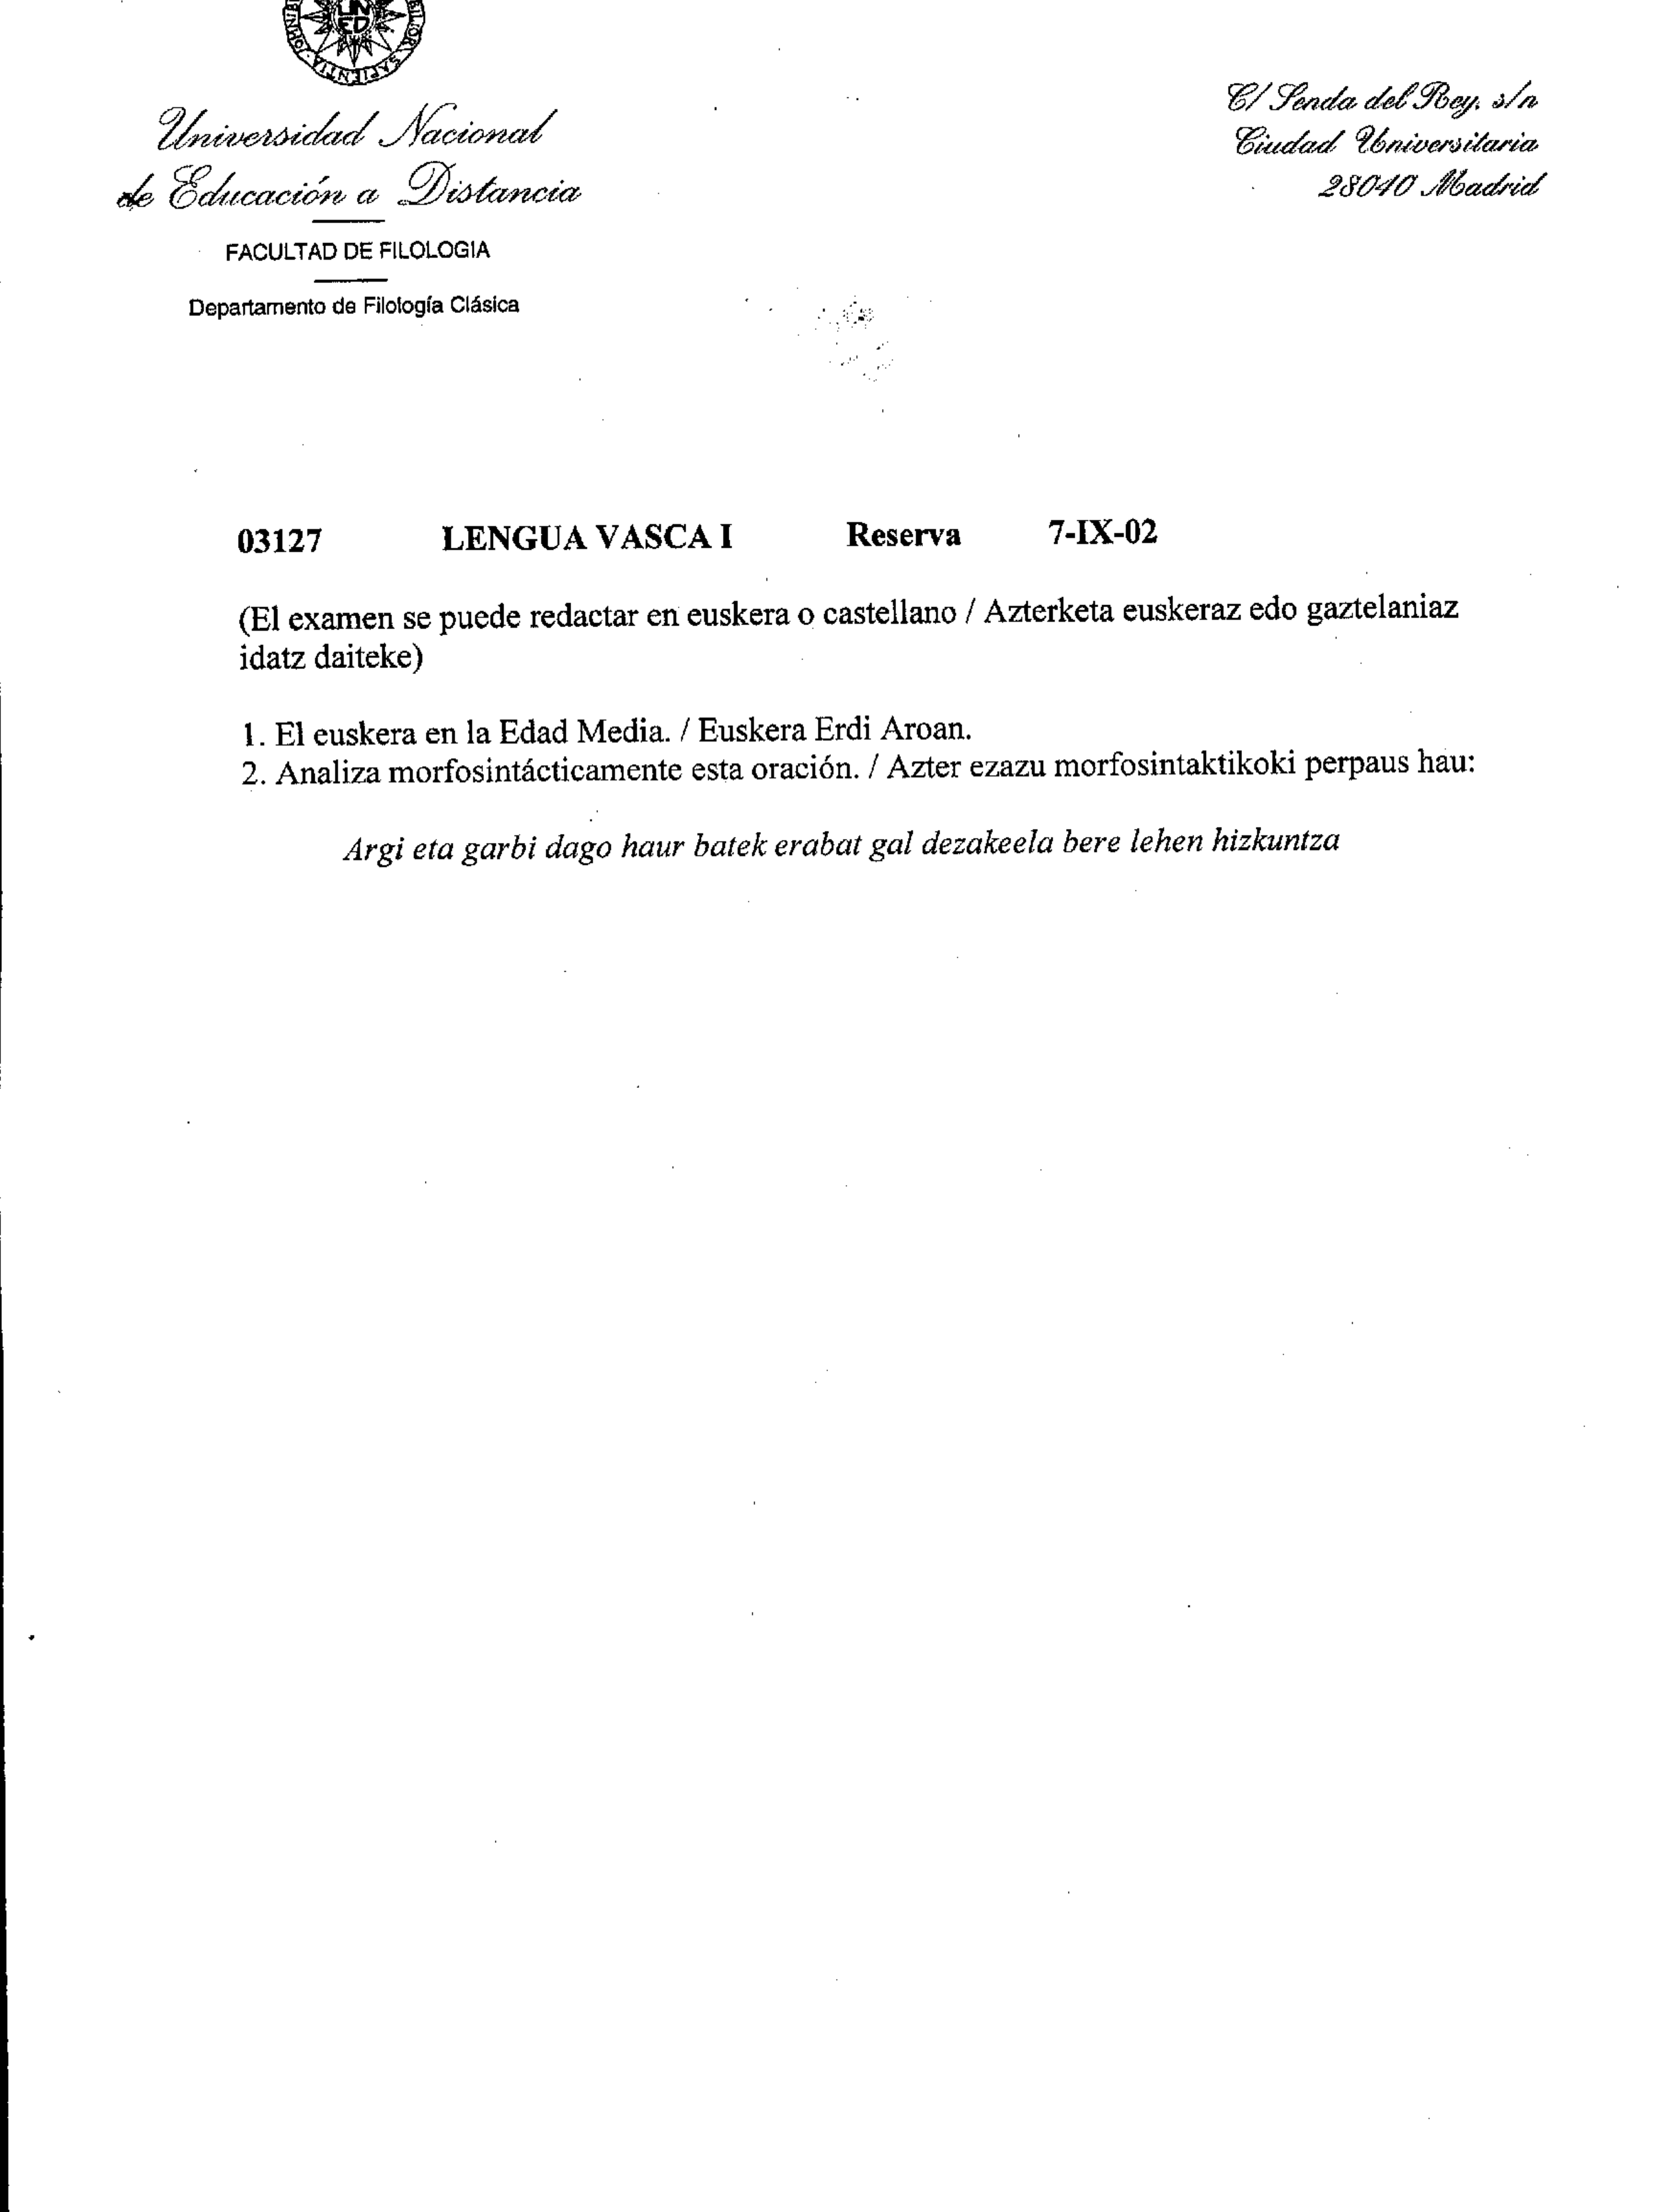 UN
ED
SAPIENTIA
Universidad Nacional
de Educación a Distancia
FACULTAD DE FILOLOGIA
Departamento de Filología Clásica
C/ Senda del Rey, s/n
Ciudad Universitaria
28040 Madrid
03127 LENGUA VASCA I Reserva 7-IX-02
(El examen se puede redactar en euskera o castellano / Azterketa euskeraz edo gaztelaniaz
idatz daiteke)
1. El euskera en la Edad Media. / Euskera Erdi Aroan.
2. Analiza morfosintácticamente esta oración. / Azter ezazu morfosintaktikoki perpaus hau:
Argi eta garbi dago haur batek erabat gal dezakeela bere lehen hizkuntza